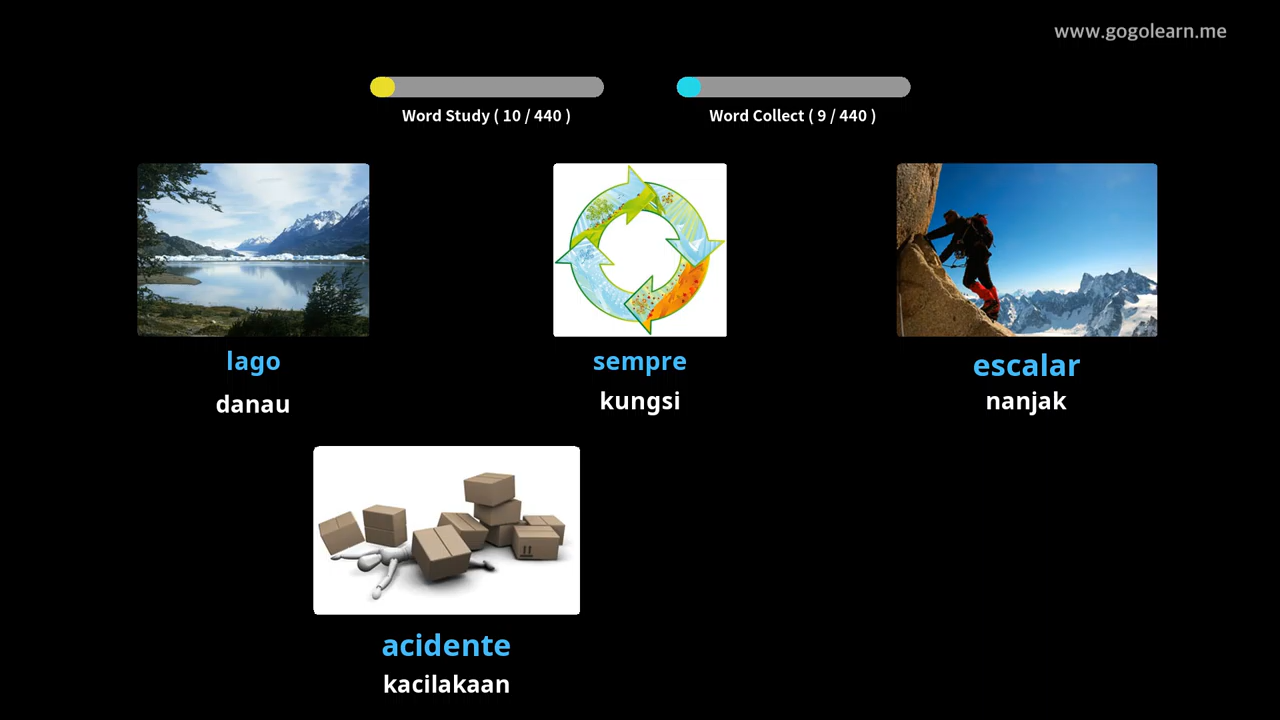 www.gogolearn.me
Word Study ( 10 / 440 )
Word Collect ( 9 / 440 )
lago
danau
sempre
kungsi
escalar
nanjak
acidente
kacilakaan